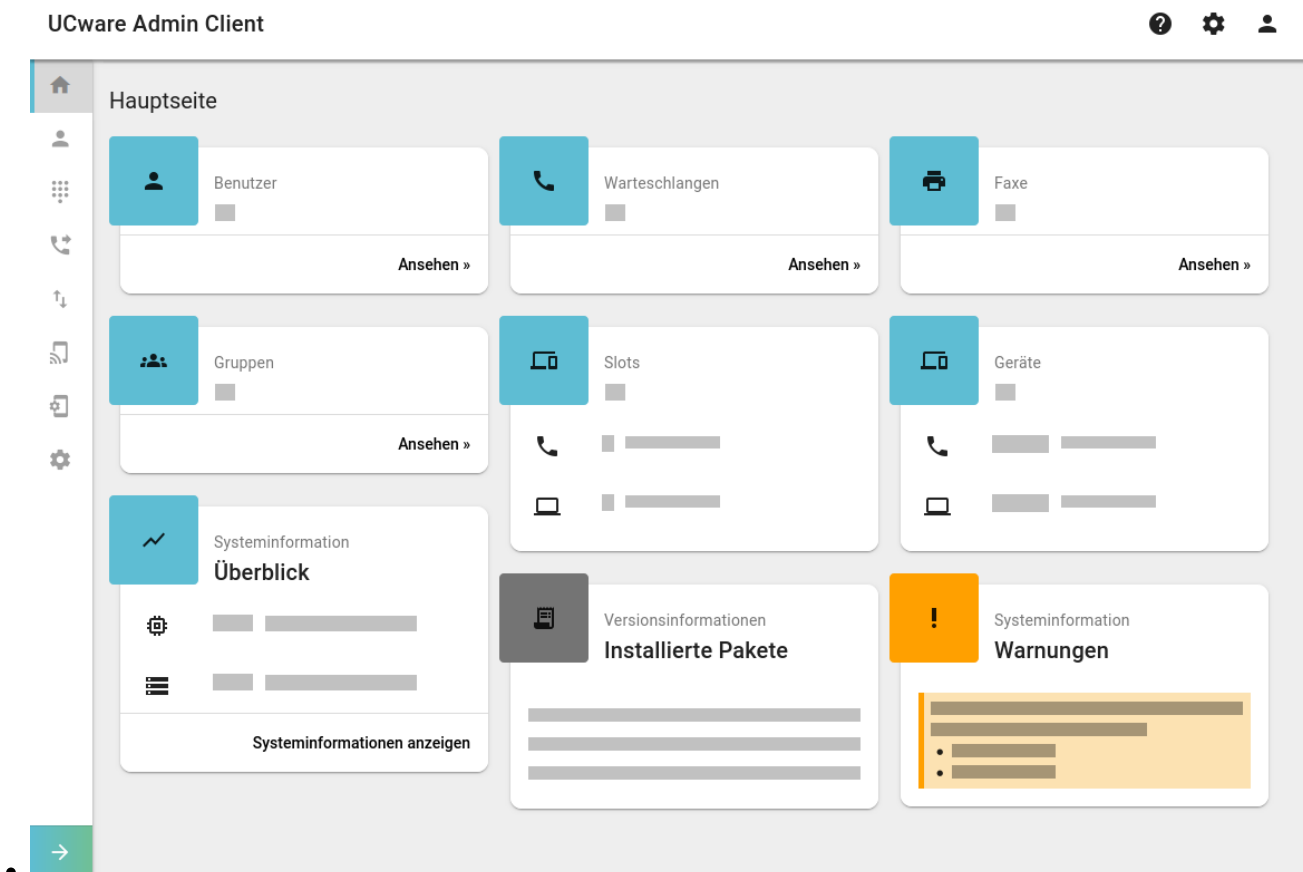 UCware Admin Client
Hauptseite
Benutzer
Ansehen »
Warteschlangen
Ansehen »
Faxe
Ansehen »
Gruppen
Ansehen »
Slots
Geräte
Systeminformation
Überblick
Systeminformationen anzeigen
Versionsinformationen
Installierte Pakete
Systeminformation
Warnungen